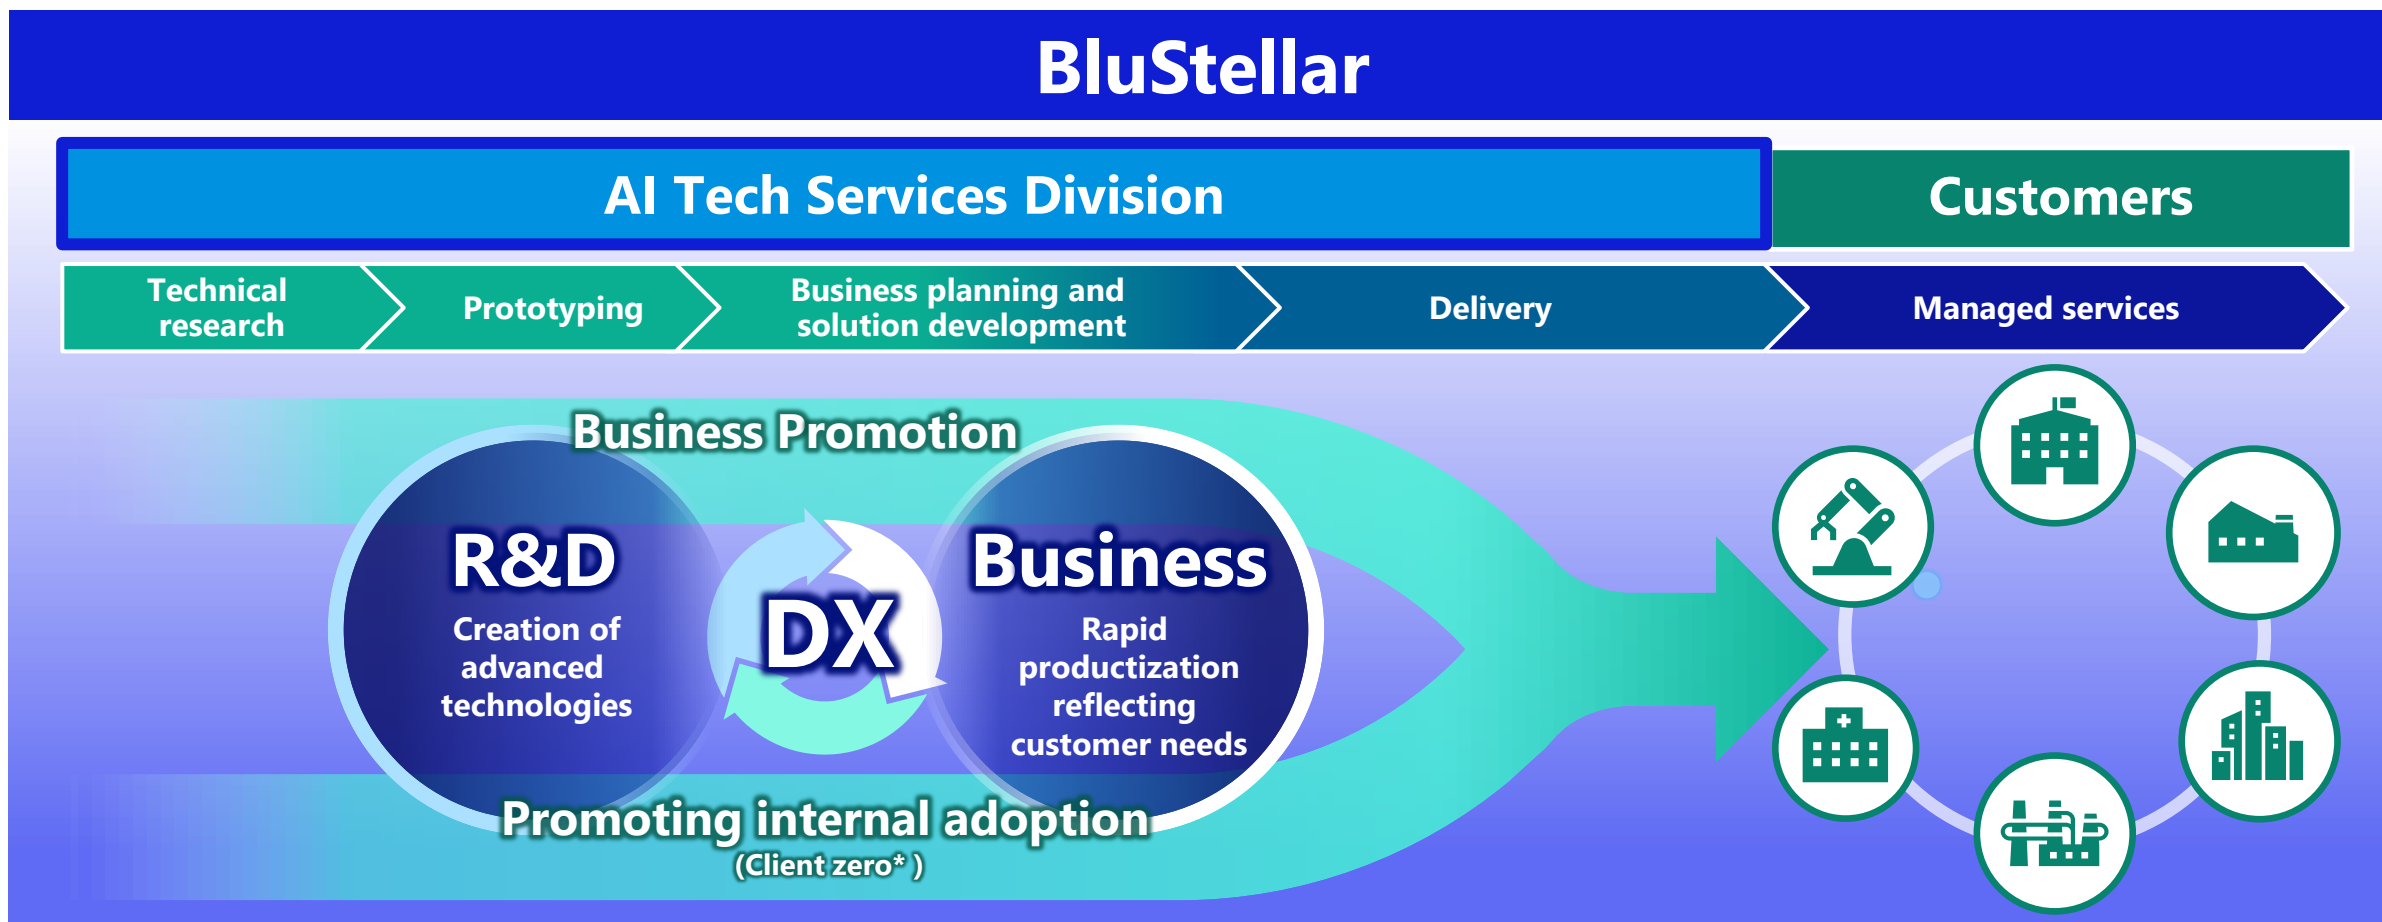 BluStellar
AI Tech Services Division
Customers
Technical
research
Prototyping
Business planning and
solution development
Delivery
Managed services
Business Promotion
R&D
Creation of
advanced
technologies
DX
Business
Rapid
productization
reflecting
customer needs
Promoting internal adoption
(Client zero* )